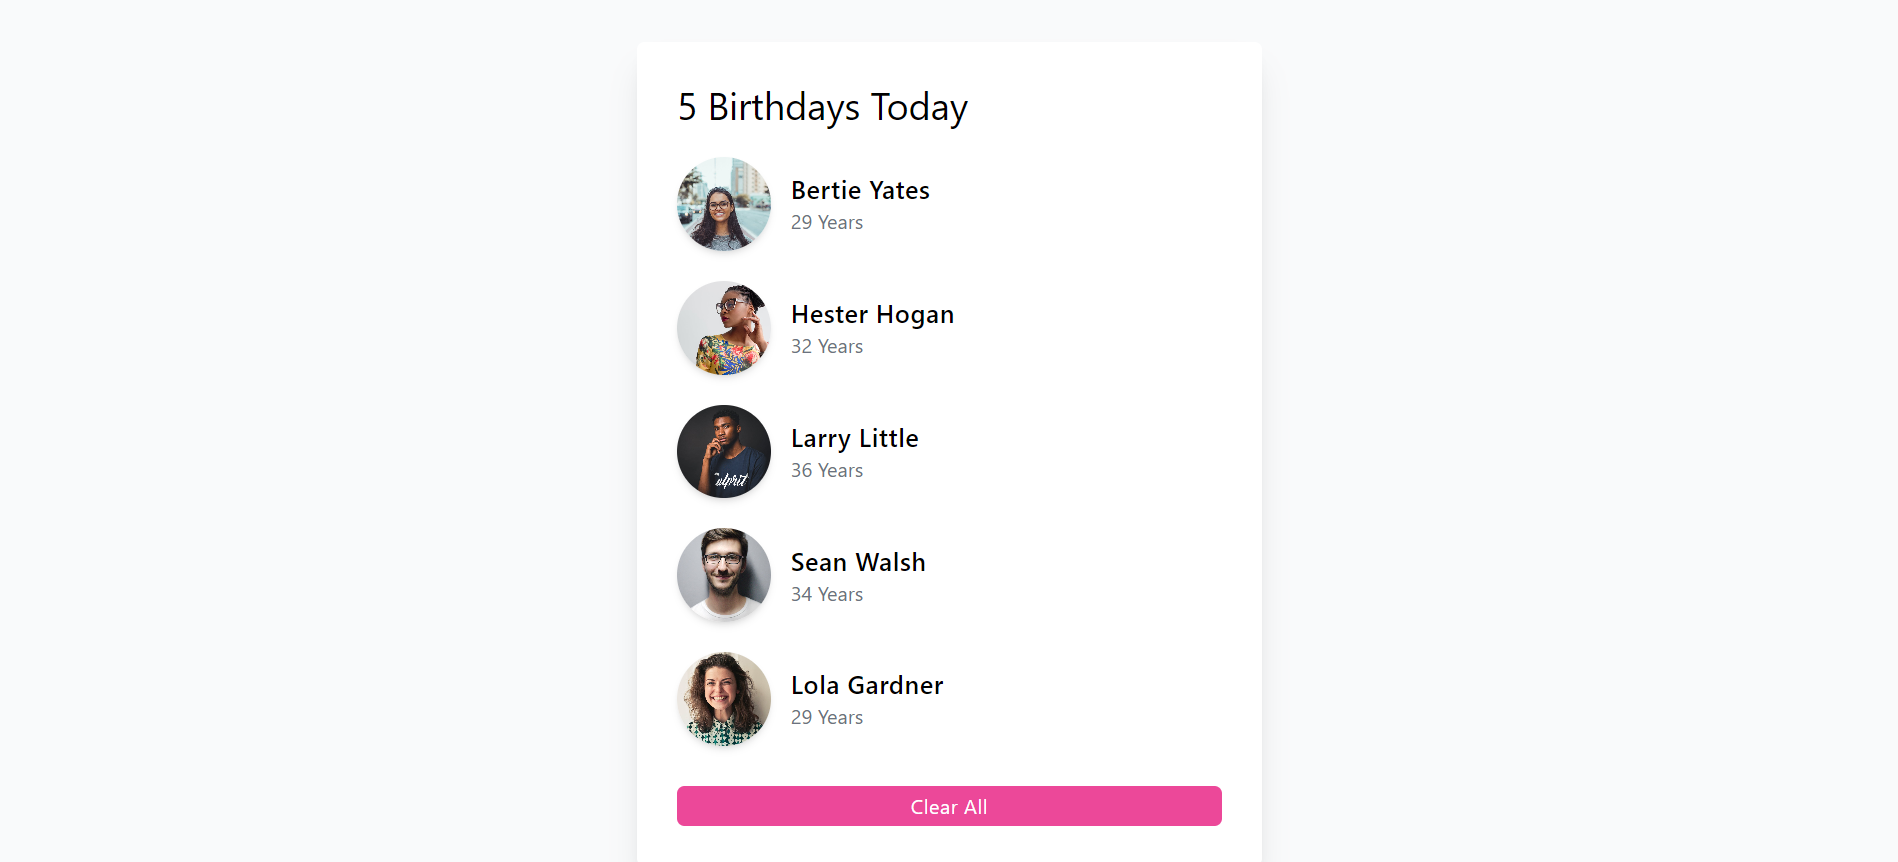 5 Birthdays Today
Bertie Yates
29 Years
Hester Hogan
32 Years
Larry Little
36 Years
Sean Walsh
34 Years
Lola Gardner
29 Years
Clear All